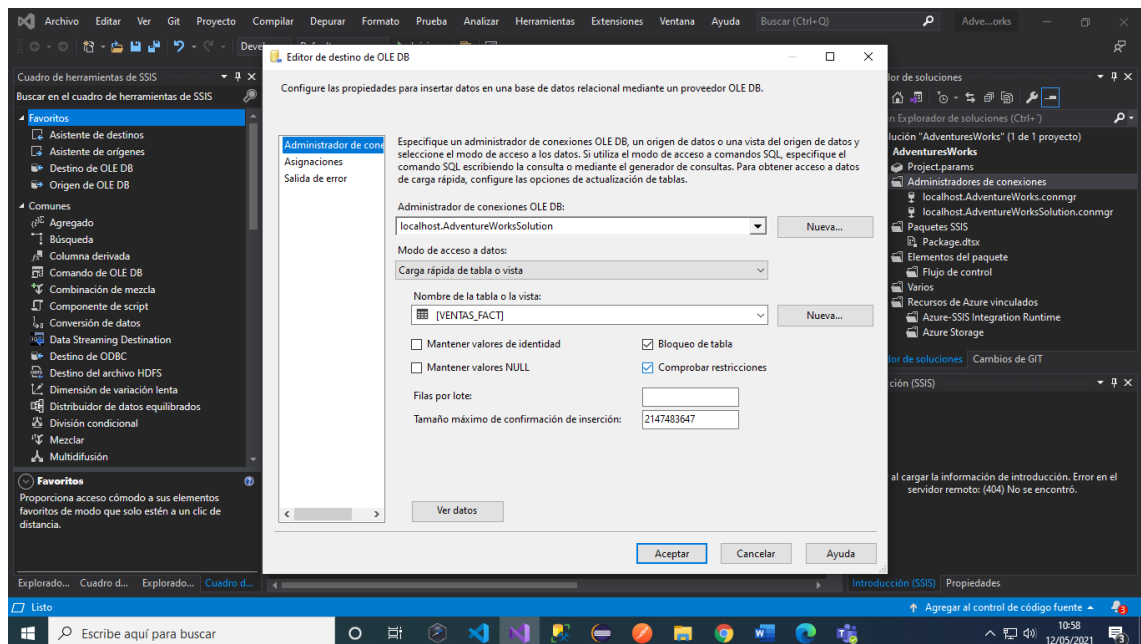 Archivo Editar Ver Git Proyecto Compilar Depurar Formato Prueba Analizar Herramientas Extensiones Ventana Ayuda Buscar (Ctrl+Q) Adve...orks
Cuadro de herramientas de SSIS
Buscar en el cuadro de herramientas de SSIS
Favoritos
Asistente de destinos
Asistente de orígenes
Destino de OLE DB
Origen de OLE DB
Comunes
Agregado
Búsqueda
Columna derivada
Comando de OLE DB
Combinación de mezcla
Componente de script
Conversión de datos
Data Streaming Destination
Destino de ODBC
Destino del archivo HDFS
Dimensión de variación lenta
Distribuidor de datos equilibrados
División condicional
Mezclar
Multidifusión
Favoritos
Proporciona acceso cómodo a sus elementos
favoritos de modo que solo estén a un clic de
distancia.
Explorado... Cuadro d... Explorado... Cuadro d...
Editor de destino de OLE DB
Configure las propiedades para insertar datos en una base de datos relacional mediante un proveedor OLE DB.
Administrador de cone
Asignaciones
Salida de error
Especifique un administrador de conexiones OLE DB, un origen de datos o una vista del origen de datos y
seleccione el modo de acceso a los datos. Si utiliza el modo de acceso a comandos SQL, especifique el
comando SQL escribiendo la consulta o mediante el generador de consultas. Para obtener acceso a datos
de carga rápida, configure las opciones de actualización de tablas.
Administrador de conexiones OLE DB:
localhost.AdventureWorksSolution
Nueva...
Modo de acceso a datos:
Carga rápida de tabla o vista
Nombre de la tabla o la vista:
[VENTAS_FACT]
Nueva...
Mantener valores de identidad
Bloqueo de tabla
Mantener valores NULL
Comprobar restricciones
Filas por lote:
Tamaño máximo de confirmación de inserción:
2147483647
Ver datos
Aceptar Cancelar Ayuda
dor de soluciones
n Explorador de soluciones (Ctrl+´)
lución "AdventuresWorks" (1 de 1 proyecto)
AdventuresWorks
Project.params
Administradores de conexiones
localhost.AdventureWorks.conmgr
localhost.AdventureWorksSolution.conmgr
Paquetes SSIS
Package.dtsx
Elementos del paquete
Flujo de control
Varios
Recursos de Azure vinculados
Azure-SSIS Integration Runtime
Azure Storage
dor de soluciones Cambios de GIT
ción (SSIS)
al cargar la información de introducción. Error en el
servidor remoto: (404) No se encontró.
Introducción (SSIS) Propiedades
Listo
Agregar al control de código fuente
Escribe aquí para buscar
10:58
12/05/2021